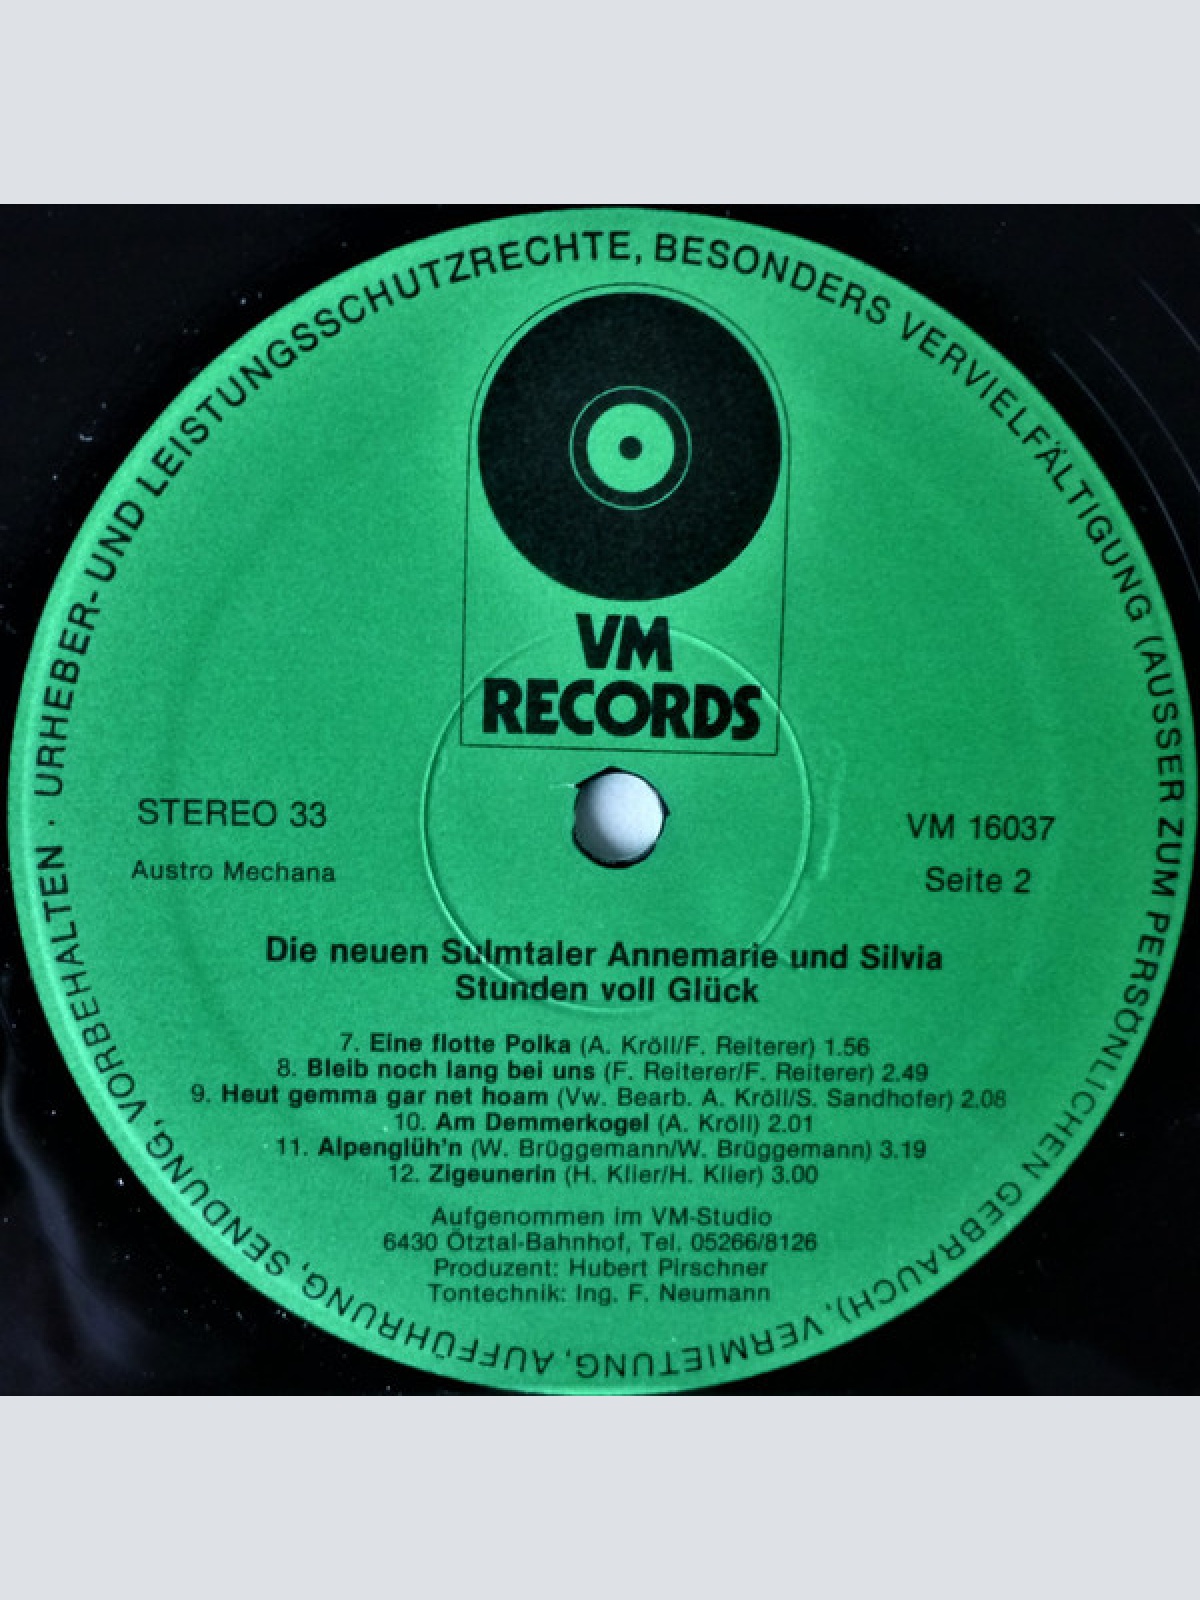 URHEBER- UND LEISTUNGSSCHUTZRECHTE, BESONDERS VERVIELFÄLTIGUNG (AUSSER ZUM PERSÖNLICHEN GEBRAUCH), VERMIETUNG, AUFFÜHRUNG, SENDUNG, VORBEHALTEN ·
VM
RECORDS
STEREO 33
VM 16037
Austro Mechana
Seite 2
Die neuen Sulmtaler Annemarie und Silvia
Stunden voll Glück
7. Eine flotte Polka (A. Kröll/F. Reiterer) 1.56
8. Bleib noch lang bei uns (F. Reiterer/F. Reiterer) 2.49
9. Heut gemma gar net hoam (Vw. Bearb. A. Kröll/S. Sandhofer) 2.08
10. Am Demmerkogel (A. Kröll) 2.01
11. Alpenglüh'n (W. Brüggemann/W. Brüggemann) 3.19
12. Zigeunerin (H. Klier/H. Klier) 3.00
Aufgenommen im VM-Studio
6430 Ötztal-Bahnhof, Tel. 05266/8126
Produzent: Hubert Pirschner
Tontechnik: Ing. F. Neumann